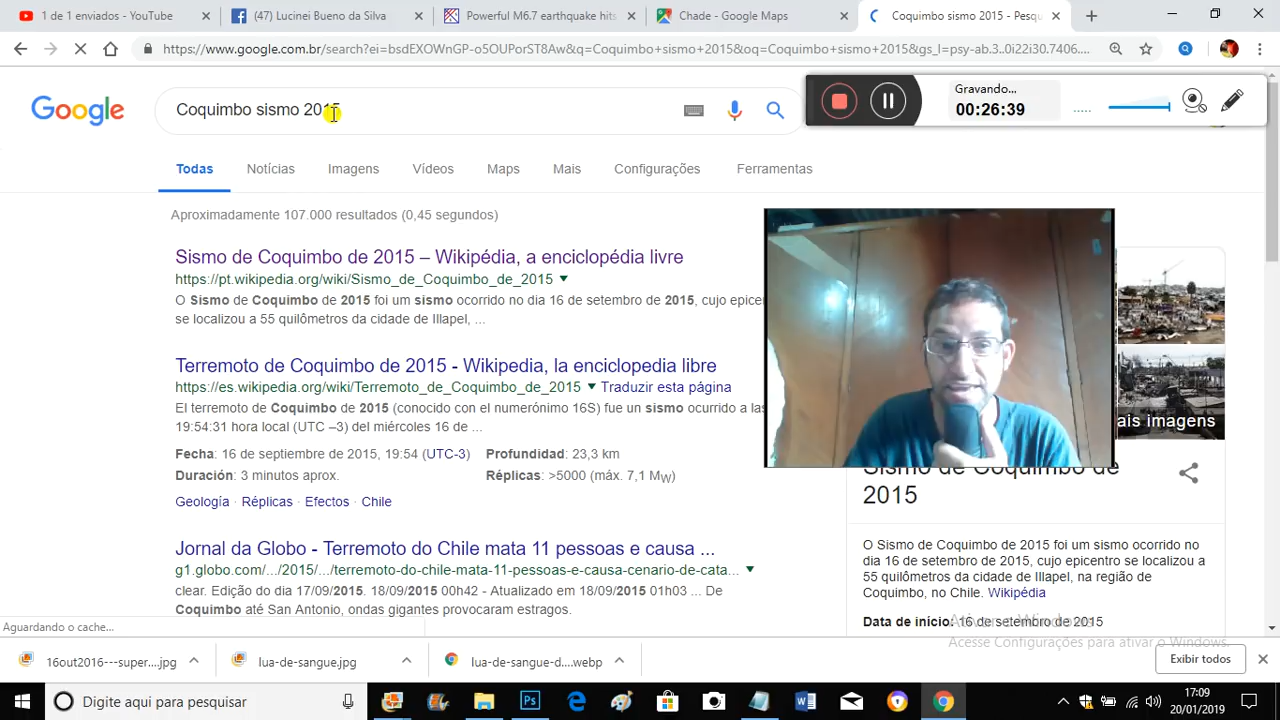 1 de 1 enviados - YouTube
(47) Lucinei Bueno da Silva
Powerful M6.7 earthquake hits
Chade - Google Maps
Coquimbo sismo 2015 - Pesq
https://www.google.com.br/search?ei=bsdEXOWnGP-o5OUPorST8Aw&q=Coquimbo+sismo+2015&oq=Coquimbo+sismo+2015&gs_l=psy-ab.3..0i22i30.7406....
Google
Coquimbo sismo 2015
Gravando...
00:26:39
Todas
Notícias
Imagens
Vídeos
Maps
Mais
Configurações
Ferramentas
Aproximadamente 107.000 resultados (0,45 segundos)
Sismo de Coquimbo de 2015 – Wikipédia, a enciclopédia livre
https://pt.wikipedia.org/wiki/Sismo_de_Coquimbo_de_2015
O Sismo de Coquimbo de 2015 foi um sismo ocorrido no dia 16 de setembro de 2015, cujo epicen
se localizou a 55 quilômetros da cidade de Illapel, ...
Terremoto de Coquimbo de 2015 - Wikipedia, la enciclopedia libre
https://es.wikipedia.org/wiki/Terremoto_de_Coquimbo_de_2015 Traduzir esta página
El terremoto de Coquimbo de 2015 (conocido con el numerónimo 16S) fue un sismo ocurrido a las
19:54:31 hora local (UTC –3) del miércoles 16 de ...
Fecha: 16 de septiembre de 2015, 19:54 (UTC-3) Profundidad: 23,3 km
Duración: 3 minutos aprox. Réplicas: >5000 (máx. 7,1 MW)
Geología · Réplicas · Efectos · Chile
Jornal da Globo - Terremoto do Chile mata 11 pessoas e causa ...
g1.globo.com/.../2015/.../terremoto-do-chile-mata-11-pessoas-e-causa-cenario-de-cata...
clear. Edição do dia 17/09/2015. 18/09/2015 00h42 - Atualizado em 18/09/2015 01h03 ... De
Coquimbo até San Antonio, ondas gigantes provocaram estragos.
ais imagens
Sismo de Coquimbo de
2015
O Sismo de Coquimbo de 2015 foi um sismo ocorrido no
dia 16 de setembro de 2015, cujo epicentro se localizou a
55 quilômetros da cidade de Illapel, na região de
Coquimbo, no Chile. Wikipédia
Data de início: 16 de setembro de 2015
Ativar o Windows
Acesse Configurações para ativar o Windows.
Aguardando o cache...
16out2016---super....jpg
lua-de-sangue.jpg
lua-de-sangue-d....webp
Exibir todos
Digite aqui para pesquisar
17:09
20/01/2019